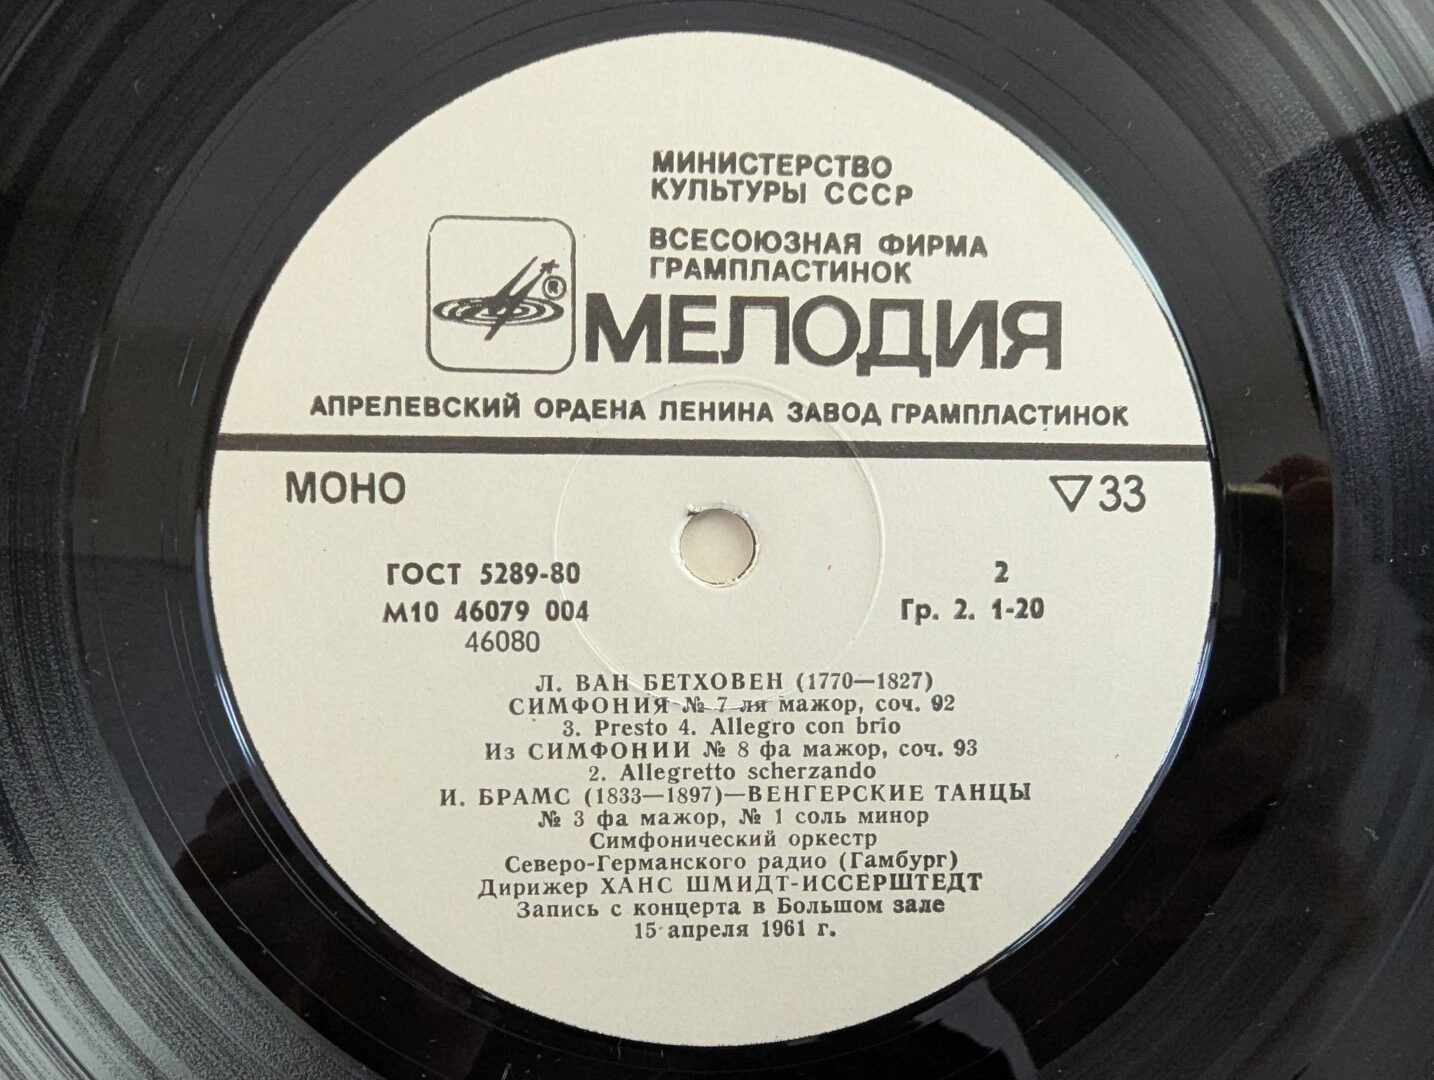 МИНИСТЕРСТВО
КУЛЬТУРЫ СССР
ВСЕСОЮЗНАЯ ФИРМА
ГРАМПЛАСТИНОК
®
МЕЛОДИЯ
АПРЕЛЕВСКИЙ ОРДЕНА ЛЕНИНА ЗАВОД ГРАМПЛАСТИНОК
МОНО ▽33
ГОСТ 5289-80 2
М10 46079 004 Гр. 2. 1-20
46080
Л. ВАН БЕТХОВЕН (1770—1827)
СИМФОНИЯ № 7 ля мажор, соч. 92
3. Presto 4. Allegro con brio
Из СИМФОНИИ № 8 фа мажор, соч. 93
2. Allegretto scherzando
И. БРАМС (1833—1897)—ВЕНГЕРСКИЕ ТАНЦЫ
№ 3 фа мажор, № 1 соль минор
Симфонический оркестр
Северо-Германского радио (Гамбург)
Дирижер ХАНС ШМИДТ-ИССЕРШТЕДТ
Запись с концерта в Большом зале
15 апреля 1961 г.